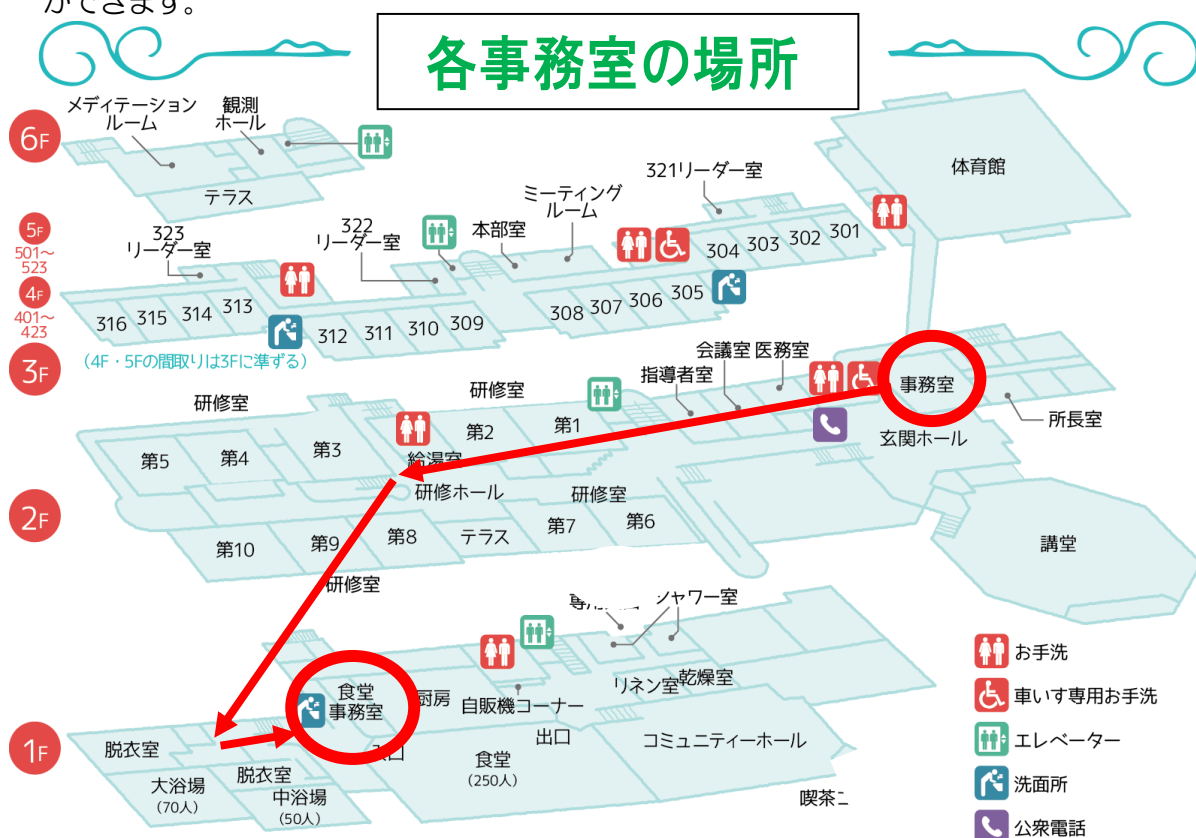 ができます。
各事務室の場所
6F
メディテーション
ルーム
観測
ホール
テラス
体育館
5F
501〜
523
4F
401〜
423
3F
323
リーダー室
322
リーダー室
本部室
ミーティング
ルーム
321リーダー室
301
302
303
304
305
306
307
308
309
310
311
312
313
314
315
316
(4F・5Fの間取りは3Fに準ずる)
2F
研修室
研修室
指導者室
会議室
医務室
事務室
所長室
玄関ホール
第5
第4
第3
第2
第1
給湯室
研修ホール
研修室
第10
第9
第8
テラス
第7
第6
研修室
講堂
1F
シャワー室
食堂
事務室
厨房
自販機コーナー
リネン室
乾燥室
出口
入口
食堂
(250人)
コミュニティーホール
脱衣室
脱衣室
大浴場
(70人)
中浴場
(50人)
喫茶
お手洗
車いす専用お手洗
エレベーター
洗面所
公衆電話